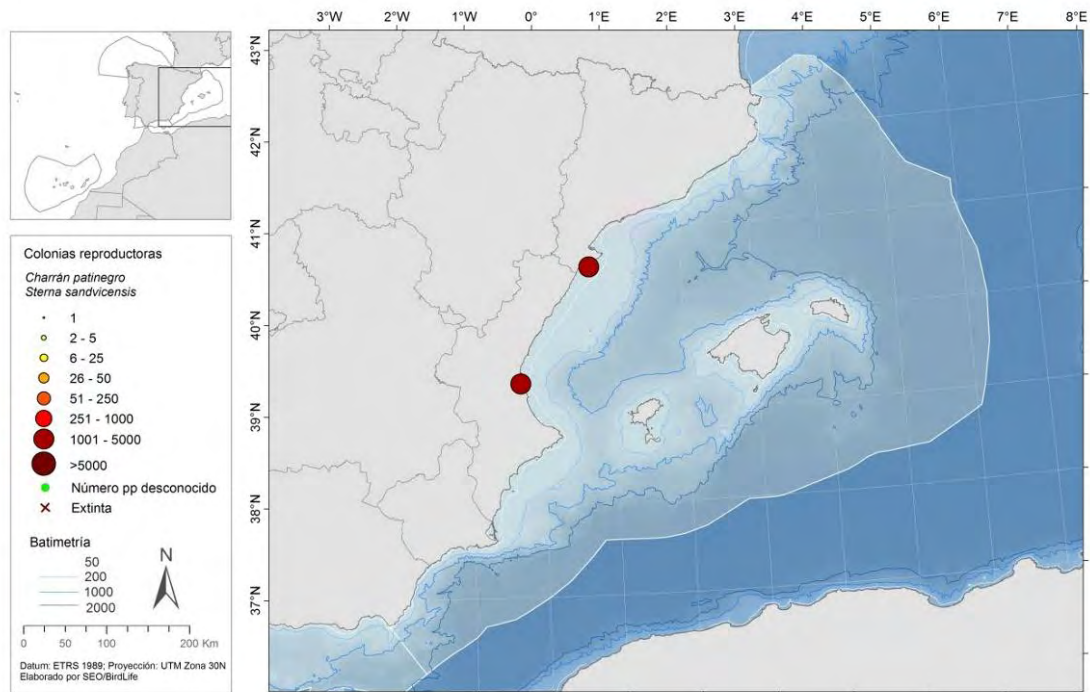 3°W 2°W 1°W 0° 1°E 2°E 3°E 4°E 5°E 6°E 7°E 8°E
43°N
42°N
41°N
40°N
39°N
38°N
37°N
Colonias reproductoras
Charrán patinegro
Sterna sandvicensis
1
2 - 5
6 - 25
26 - 50
51 - 250
251 - 1000
1001 - 5000
>5000
Número pp desconocido
Extinta
Batimetría
50
200
1000
2000
N
0 50 100 200 Km
Datum: ETRS 1989; Proyección: UTM Zona 30N
Elaborado por SEO/BirdLife